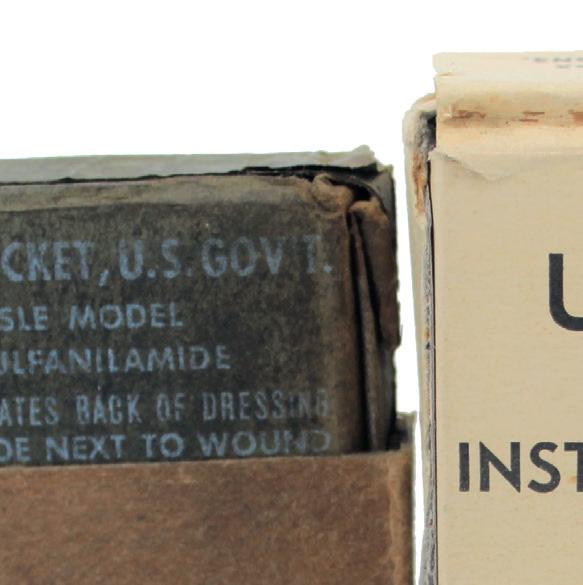 CKET, U.S. GOV'T.
SLE MODEL
ULFANILAMIDE
ATES BACK OF DRESSING
DE NEXT TO WOUND
U
INST